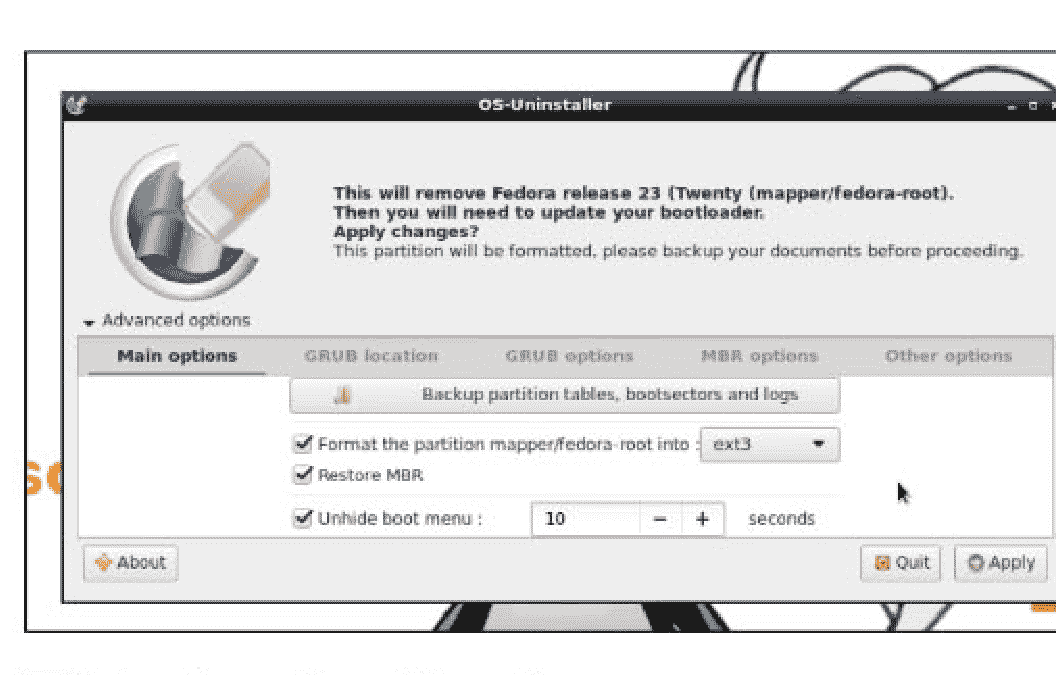 OS-Uninstaller
This will remove Fedora release 23 (Twenty (mapper/fedora-root).
Then you will need to update your bootloader.
Apply changes?
This partition will be formatted, please backup your documents before proceeding.
Advanced options
Main options GRUB location GRUB options MBR options Other options
Backup partition tables, bootsectors and logs
Format the partition mapper/fedora-root into : ext3
Restore MBR
Unhide boot menu : 10 − + seconds
About Quit Apply